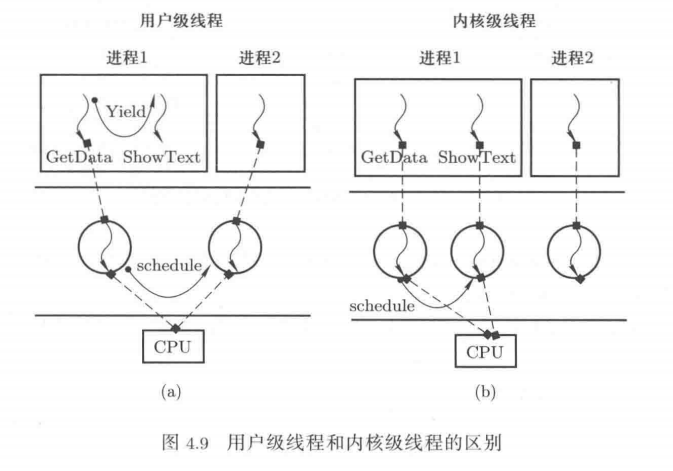 用户级线程
内核级线程
进程1
进程2
进程1
进程2
Yield
GetData
ShowText
GetData
ShowText
schedule
schedule
CPU
CPU
(a)
(b)
图 4.9 用户级线程和内核级线程的区别